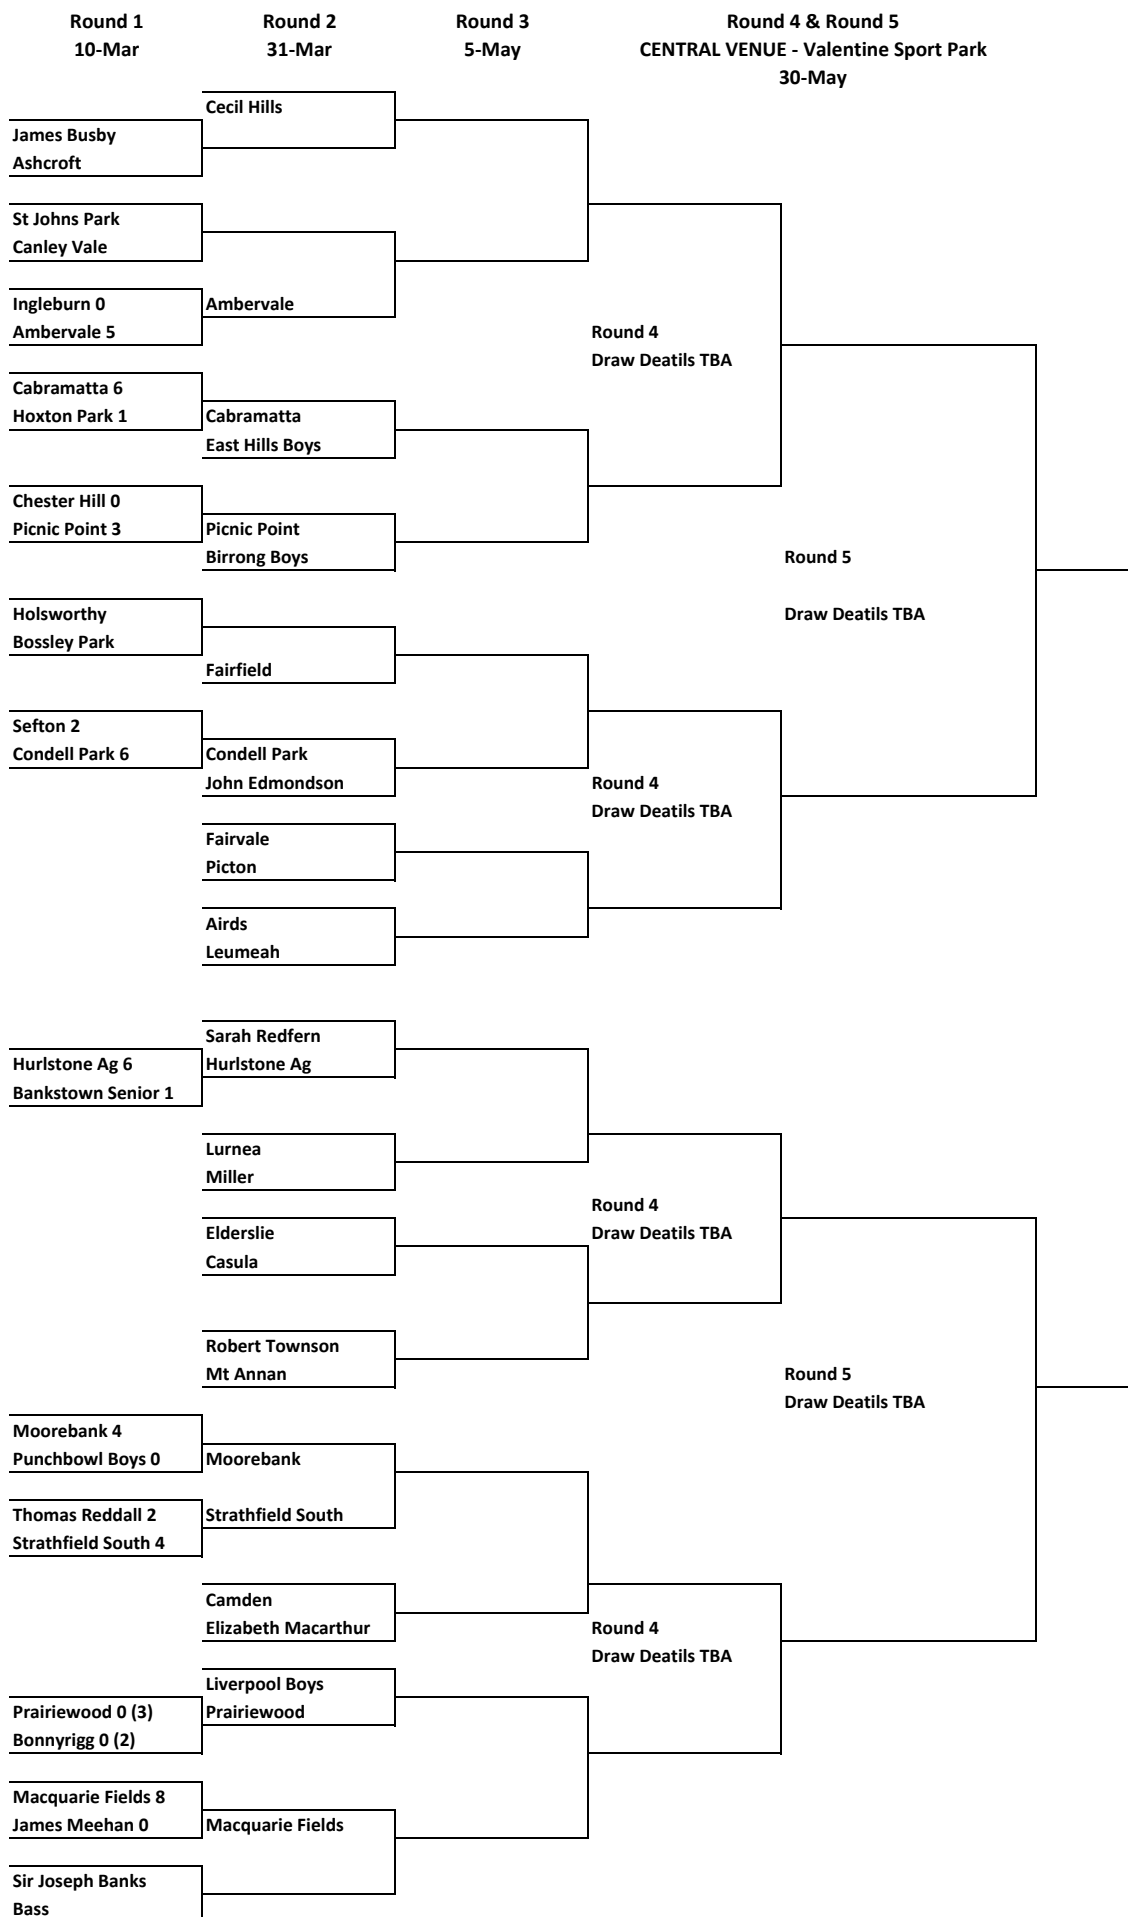 Round 1
10-Mar
Round 2
31-Mar
Round 3
5-May
Round 4 & Round 5
CENTRAL VENUE - Valentine Sport Park
30-May
Cecil Hills
James Busby
Ashcroft
St Johns Park
Canley Vale
Ingleburn 0
Ambervale 5
Ambervale
Round 4
Draw Deatils TBA
Cabramatta 6
Hoxton Park 1
Cabramatta
East Hills Boys
Chester Hill 0
Picnic Point 3
Picnic Point
Birrong Boys
Round 5
Draw Deatils TBA
Holsworthy
Bossley Park
Fairfield
Sefton 2
Condell Park 6
Condell Park
John Edmondson
Round 4
Draw Deatils TBA
Fairvale
Picton
Airds
Leumeah
Sarah Redfern
Hurlstone Ag
Hurlstone Ag 6
Bankstown Senior 1
Lurnea
Miller
Round 4
Draw Deatils TBA
Elderslie
Casula
Robert Townson
Mt Annan
Round 5
Draw Deatils TBA
Moorebank 4
Punchbowl Boys 0
Moorebank
Strathfield South
Thomas Reddall 2
Strathfield South 4
Camden
Elizabeth Macarthur
Round 4
Draw Deatils TBA
Liverpool Boys
Prairiewood
Prairiewood 0 (3)
Bonnyrigg 0 (2)
Macquarie Fields 8
James Meehan 0
Macquarie Fields
Sir Joseph Banks
Bass